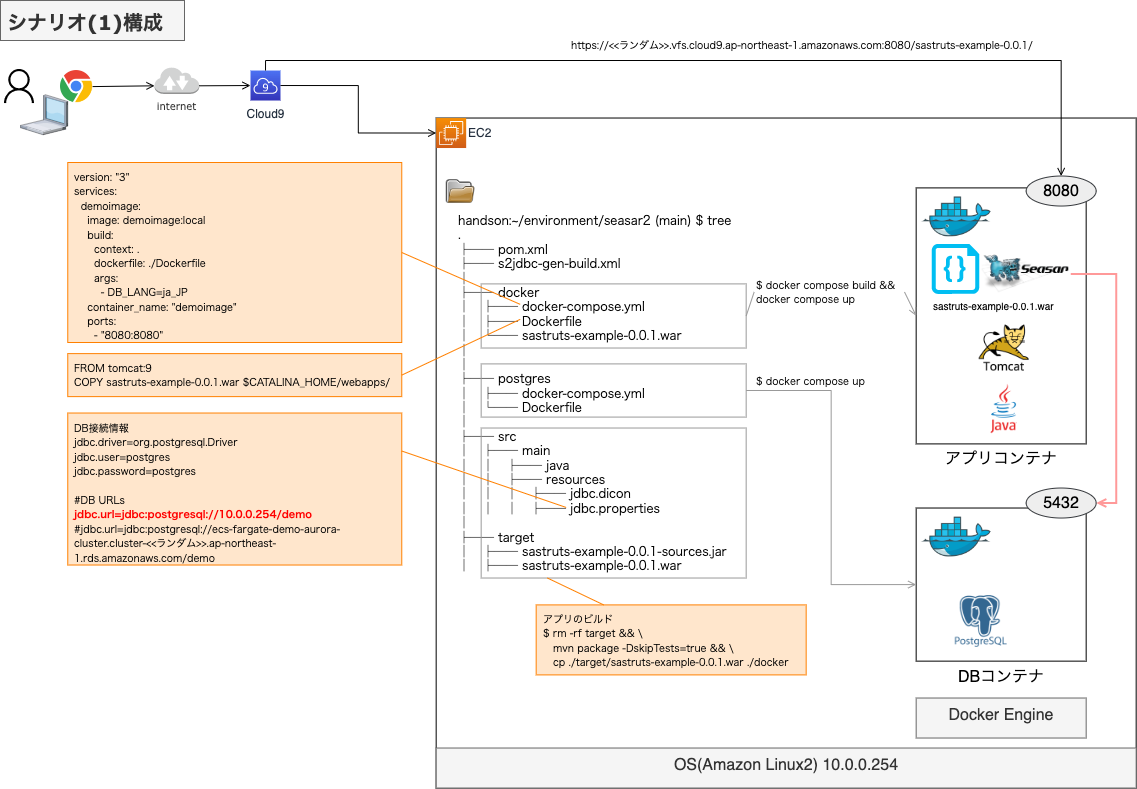 シナリオ(1)構成
https://<<ランダム>>.vfs.cloud9.ap-northeast-1.amazonaws.com:8080/sastruts-example-0.0.1/
internet
9
Cloud9
EC2
version: "3"
services:
demoimage:
image: demoimage:local
build:
context: .
dockerfile: ./Dockerfile
args:
- DB_LANG=ja_JP
container_name: "demoimage"
ports:
- "8080:8080"
FROM tomcat:9
COPY sastruts-example-0.0.1.war $CATALINA_HOME/webapps/
DB接続情報
jdbc.driver=org.postgresql.Driver
jdbc.user=postgres
jdbc.password=postgres
#DB URLs
jdbc.url=jdbc:postgresql://10.0.0.254/demo
#jdbc.url=jdbc:postgresql://ecs-fargate-demo-aurora-
cluster.cluster-<<ランダム>>.ap-northeast-
1.rds.amazonaws.com/demo
handson:~/environment/seasar2 (main) $ tree
.
├── pom.xml
├── s2jdbc-gen-build.xml
├── docker
│ ├── docker-compose.yml
│ ├── Dockerfile
│ ├── sastruts-example-0.0.1.war
├── postgres
│ ├── docker-compose.yml
│ └── Dockerfile
├── src
│ ├── main
│ │ ├── java
│ │ ├── resources
│ │ │ ├── jdbc.dicon
│ │ │ ├── jdbc.properties
├── target
│ ├── sastruts-example-0.0.1-sources.jar
│ ├── sastruts-example-0.0.1.war
アプリのビルド
$ rm -rf target && \
mvn package -DskipTests=true && \
cp ./target/sastruts-example-0.0.1.war ./docker
$ docker compose build &&
docker compose up
$ docker compose up
8080
{}
Seasar
sastruts-example-0.0.1.war
Tomcat
Java
アプリコンテナ
5432
PostgreSQL
DBコンテナ
Docker Engine
OS(Amazon Linux2) 10.0.0.254